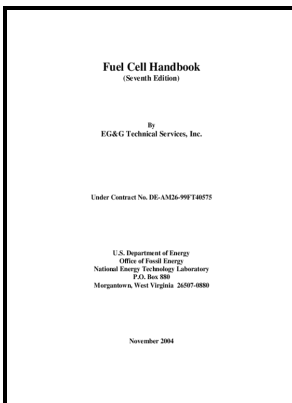 Fuel Cell Handbook
(Seventh Edition)
By
EG&G Technical Services, Inc.
Under Contract No. DE-AM26-99FT40575
U.S. Department of Energy
Office of Fossil Energy
National Energy Technology Laboratory
P.O. Box 880
Morgantown, West Virginia 26507-0880
November 2004